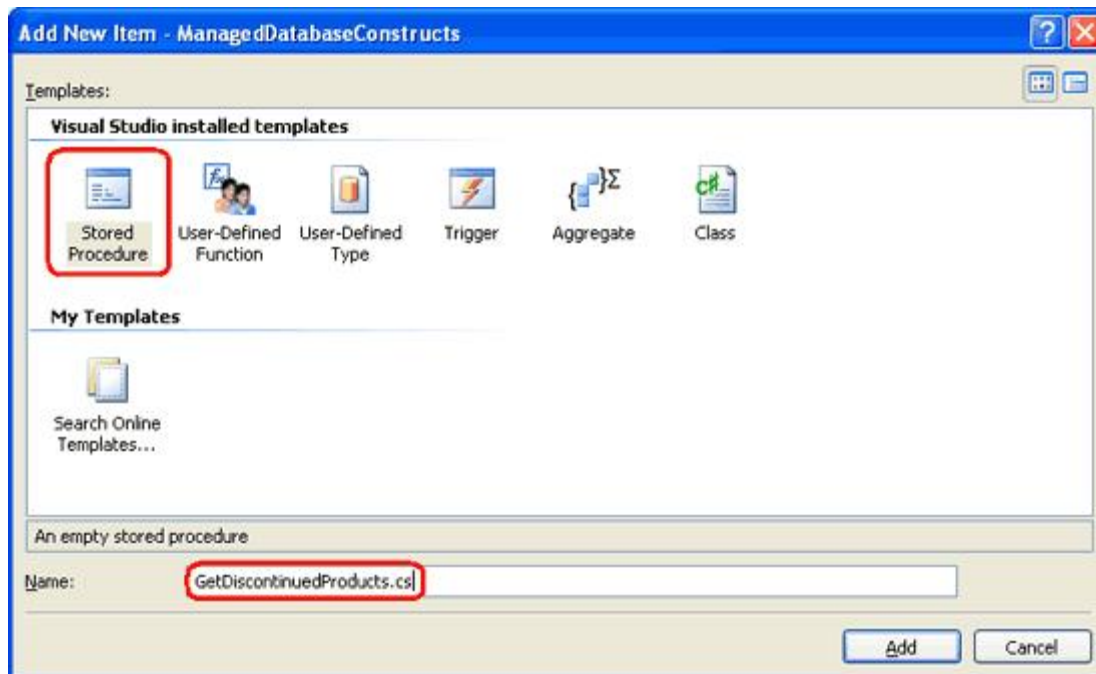 Add New Item - ManagedDatabaseConstructs
Templates:
Visual Studio installed templates
Stored Procedure
User-Defined Function
User-Defined Type
Trigger
Aggregate
Class
My Templates
Search Online Templates...
An empty stored procedure
Name: GetDiscontinuedProducts.cs
Add Cancel